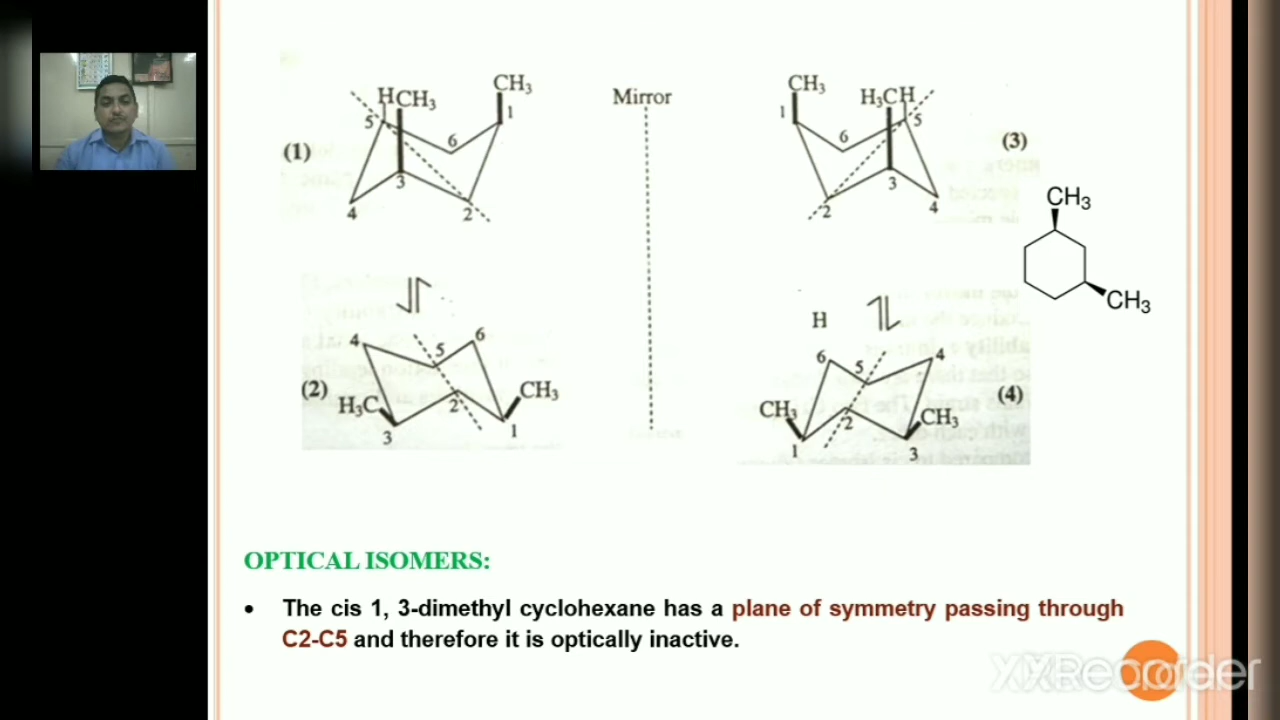 CH₃
HCH₃
5
1
6
(1)
3
4
2
Mirror
CH₃
H₃CH
1
5
6
(3)
3
2
4
CH₃
CH₃
4
5
6
(2)
H₃C
CH₃
2
3
1
H
6
5
4
(4)
CH₃
CH₃
2
1
3
OPTICAL ISOMERS:
• The cis 1, 3-dimethyl cyclohexane has a plane of symmetry passing through
C2-C5 and therefore it is optically inactive.